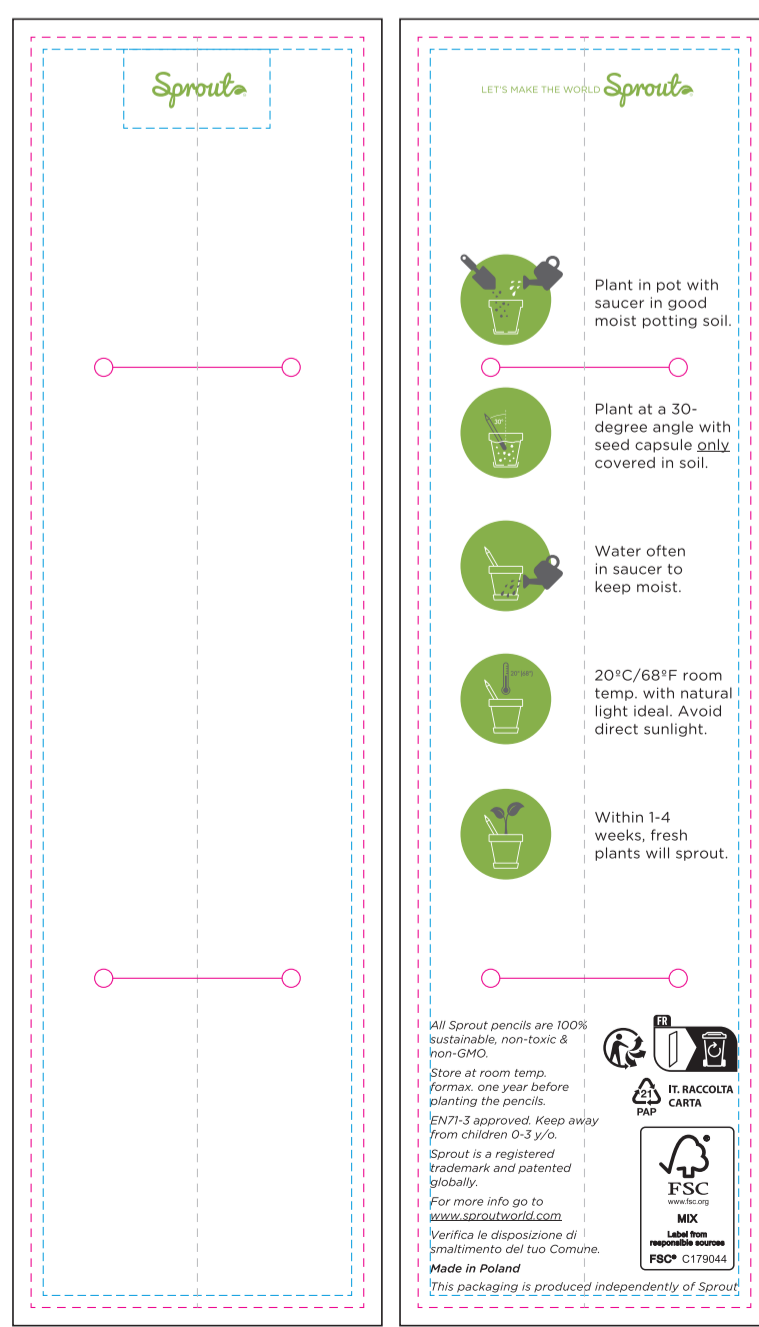 Sprout
LET'S MAKE THE WORLD Sprout
Plant in pot with
saucer in good
moist potting soil.
30°
Plant at a 30-
degree angle with
seed capsule only
covered in soil.
Water often
in saucer to
keep moist.
20º(68º)
20ºC/68ºF room
temp. with natural
light ideal. Avoid
direct sunlight.
Within 1-4
weeks, fresh
plants will sprout.
All Sprout pencils are 100%
sustainable, non-toxic &
non-GMO.
Store at room temp.
formax. one year before
planting the pencils.
EN71-3 approved. Keep away
from children 0-3 y/o.
Sprout is a registered
trademark and patented
globally.
For more info go to
www.sproutworld.com
Verifica le disposizione di
smaltimento del tuo Comune.
Made in Poland
This packaging is produced independently of Sprout
FR
21
PAP
IT. RACCOLTA
CARTA
®
FSC
www.fsc.org
MIX
Label from
responsible sources
FSC® C179044